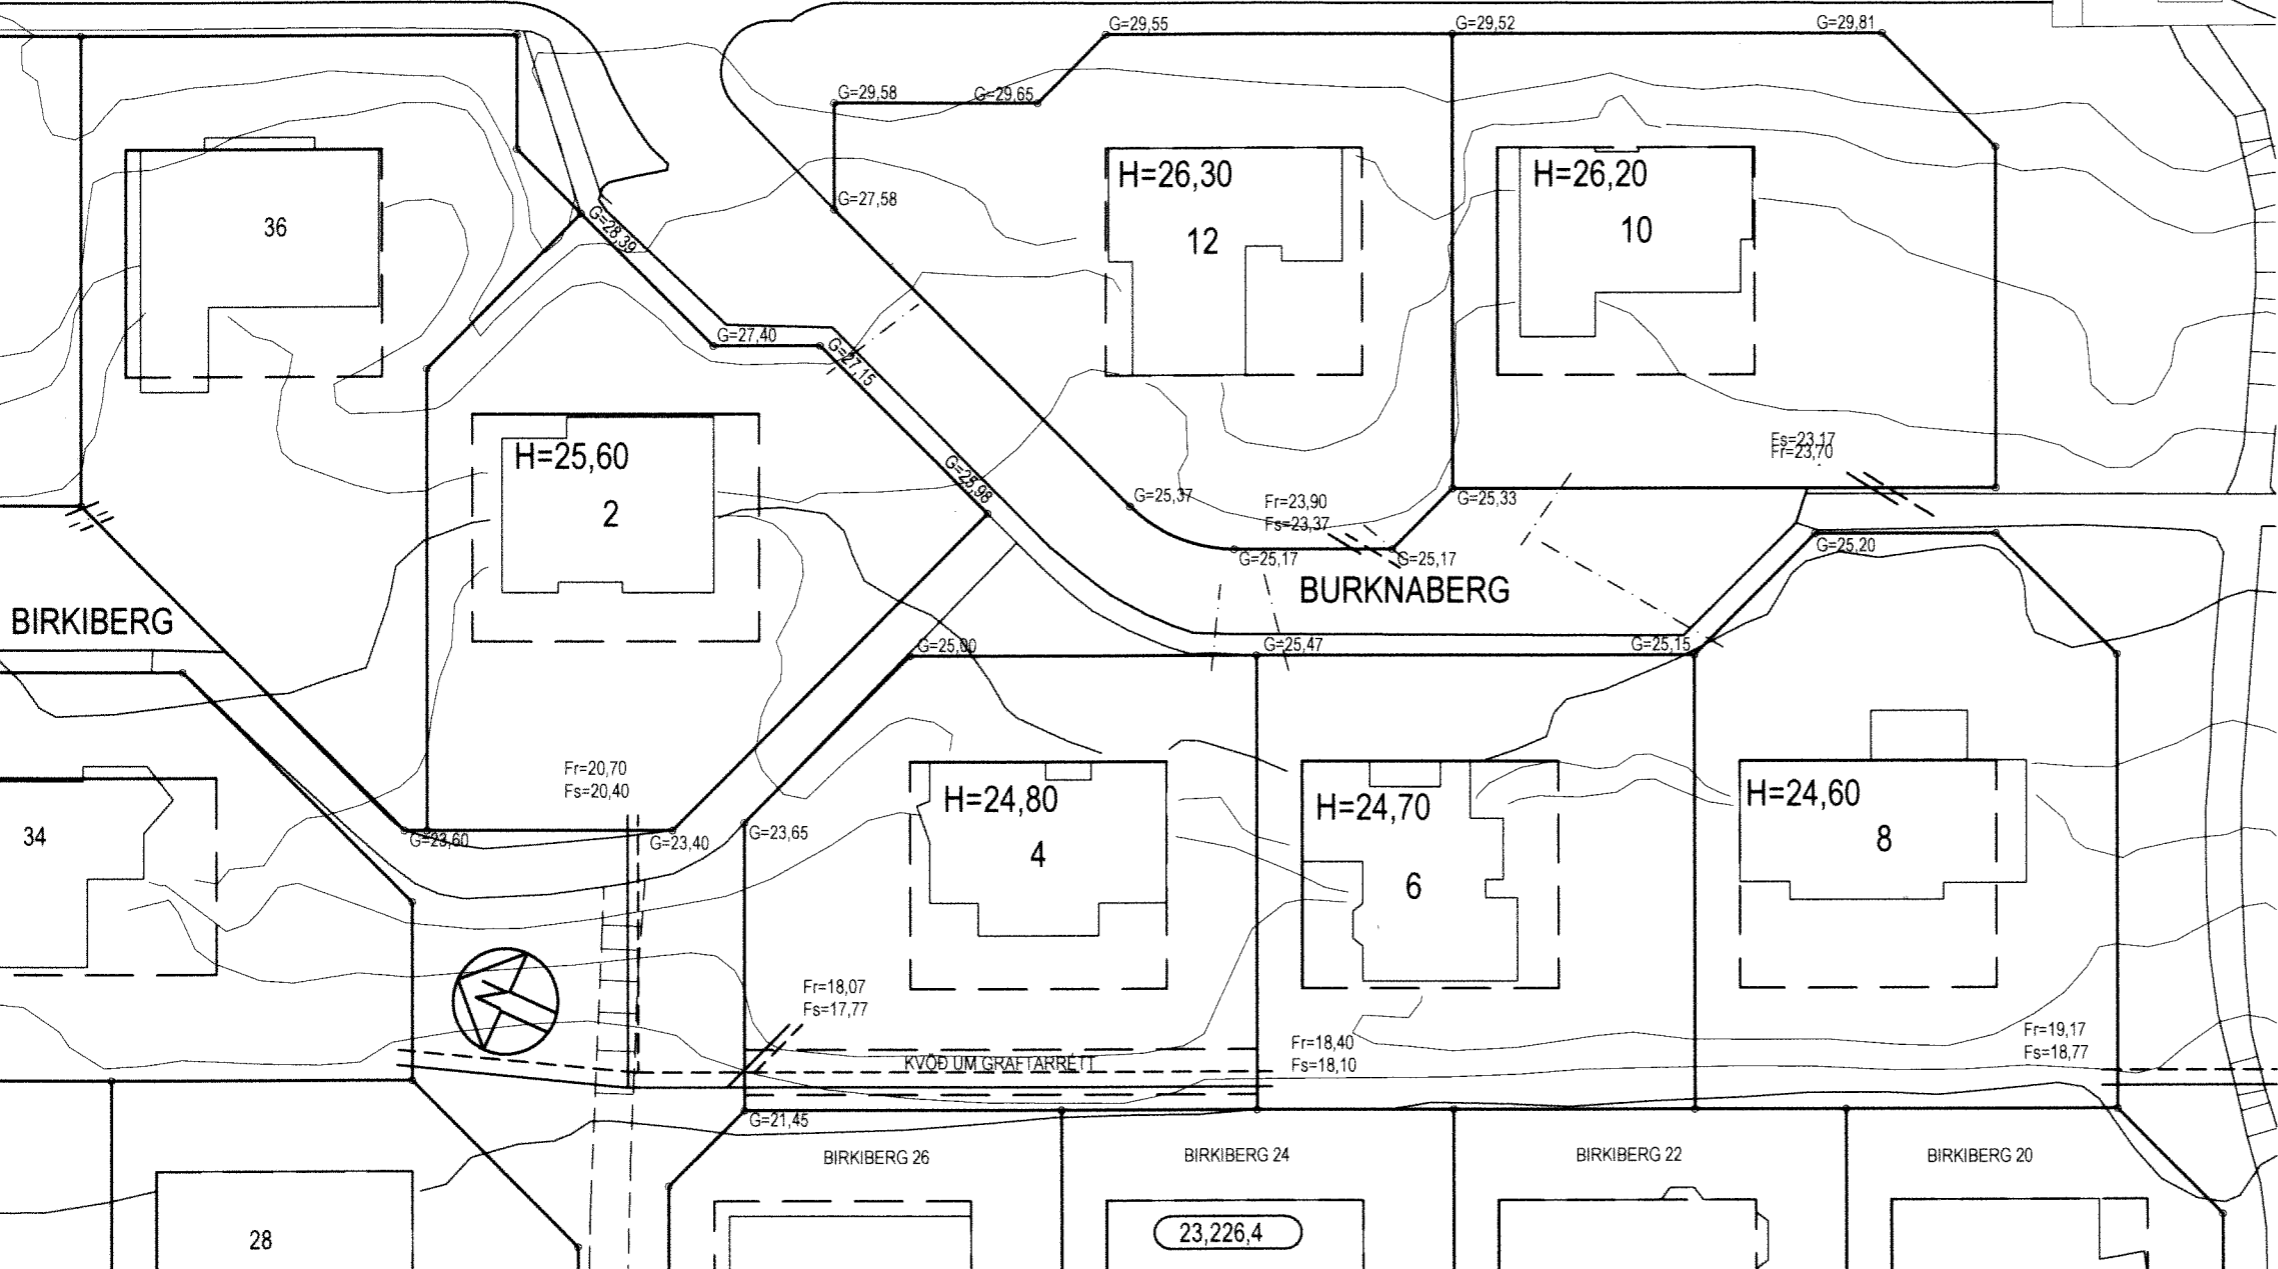 G=29,55
G=29,52
G=29,81
G=29,58
G=29,65
H=26,30
H=26,20
G=27,58
36
12
10
G=28,39
G=27,40
G=27,15
H=25,60
2
G=25,98
Fs=23,17
Fr=23,70
G=25,37
G=25,33
Fr=23,90
Fs=23,37
G=25,17
G=25,17
G=25,20
BURKNABERG
BIRKIBERG
G=25,00
G=25,47
G=25,15
Fr=20,70
Fs=20,40
H=24,80
H=24,70
H=24,60
34
G=23,60
G=23,40
G=23,65
4
6
8
Fr=18,07
Fs=17,77
Fr=18,40
Fs=18,10
Fr=19,17
Fs=18,77
KVÖÐ UM GRAFTARRÉTT
G=21,45
BIRKIBERG 26
BIRKIBERG 24
BIRKIBERG 22
BIRKIBERG 20
28
23,226,4